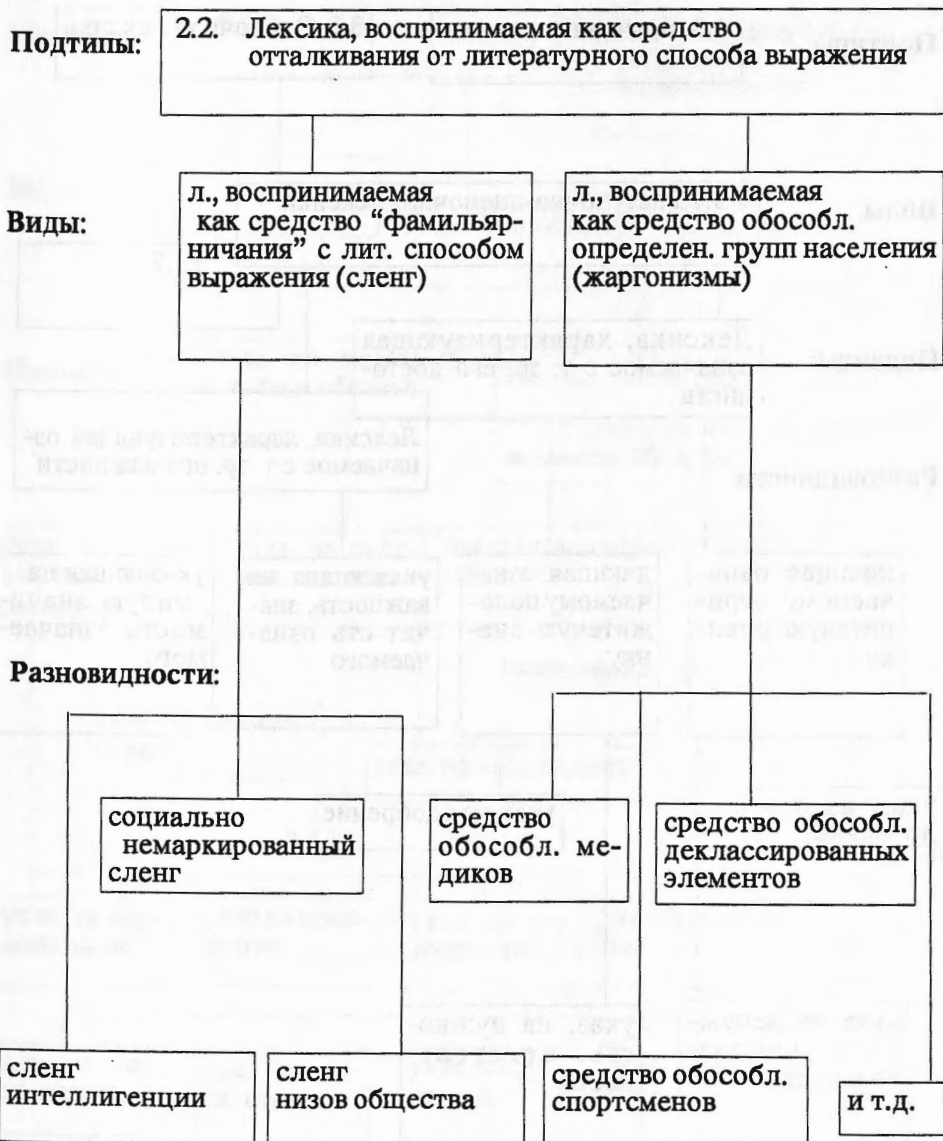 Подтипы:
2.2. Лексика, воспринимаемая как средство
отталкивания от литературного способа выражения
Виды:
л., воспринимаемая
как средство “фамильяр-
ничания” с лит. способом
выражения (сленг)
л., воспринимаемая
как средство обособл.
определен. групп населения
(жаргонизмы)
Разновидности:
социально
немаркированный
сленг
средство
обособл. ме-
диков
средство обособл.
деклассированных
элементов
сленг
интеллигенции
сленг
низов общества
средство обособл.
спортсменов
и т.д.